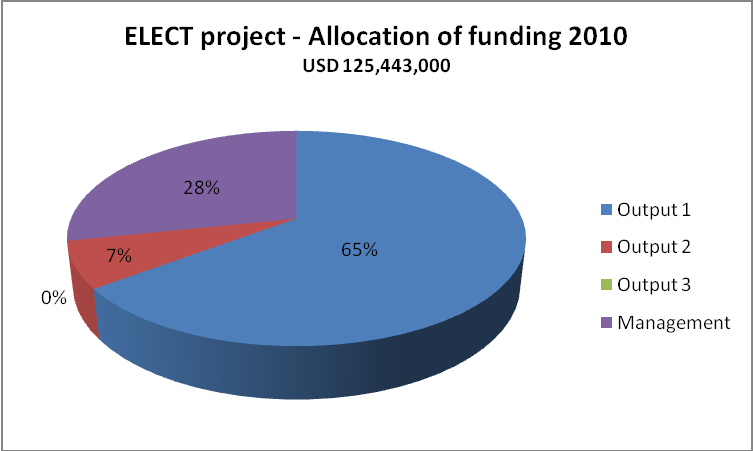 ELECT project - Allocation of funding 2010
USD 125,443,000
28%
7%
65%
0%
Output 1
Output 2
Output 3
Management